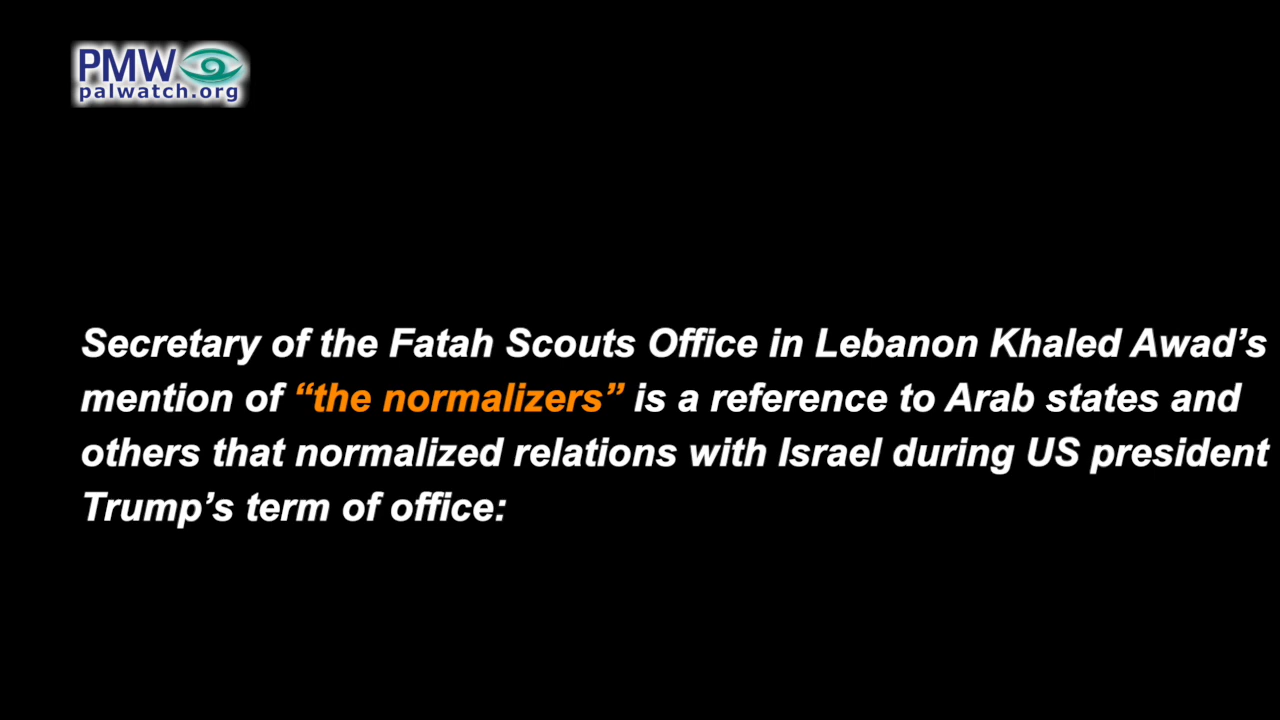 PMW
palwatch.org
Secretary of the Fatah Scouts Office in Lebanon Khaled Awad’s
mention of “the normalizers” is a reference to Arab states and
others that normalized relations with Israel during US president
Trump’s term of office: